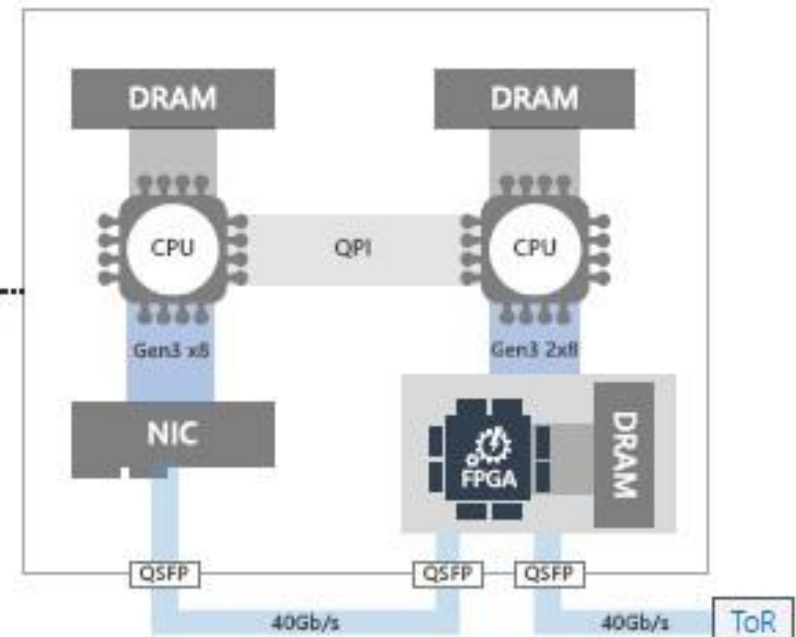 DRAM
DRAM
CPU
QPI
CPU
Gen3 x8
Gen3 2x8
NIC
FPGA
DRAM
QSFP
QSFP
QSFP
40Gb/s
40Gb/s
ToR